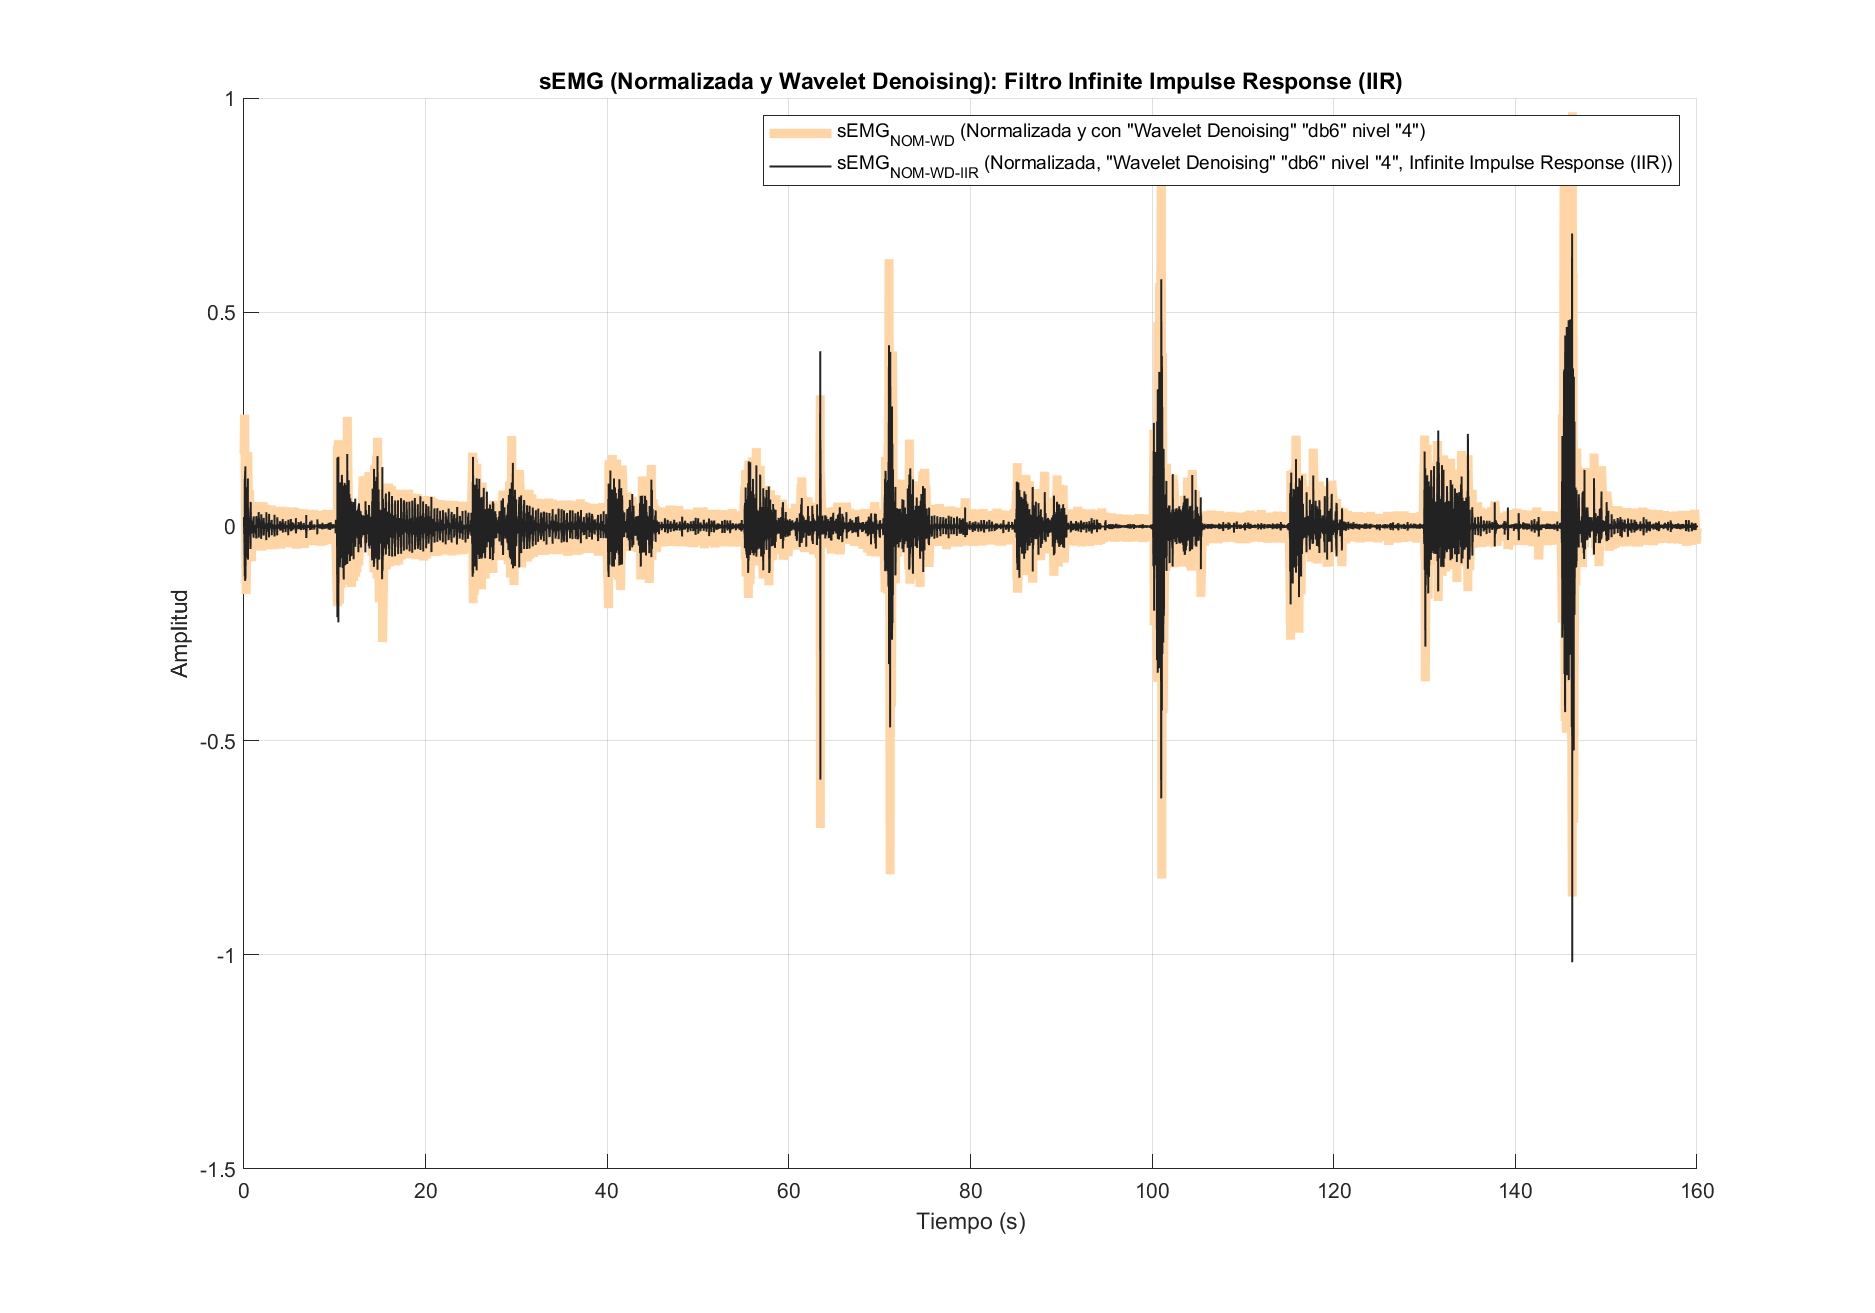 sEMG (Normalizada y Wavelet Denoising): Filtro Infinite Impulse Response (IIR)
sEMG_NOM-WD (Normalizada y con "Wavelet Denoising" "db6" nivel "4")
sEMG_NOM-WD-IIR (Normalizada, "Wavelet Denoising" "db6" nivel "4", Infinite Impulse Response (IIR))
1
0.5
0
-0.5
-1
-1.5
Amplitud
0 20 40 60 80 100 120 140 160
Tiempo (s)